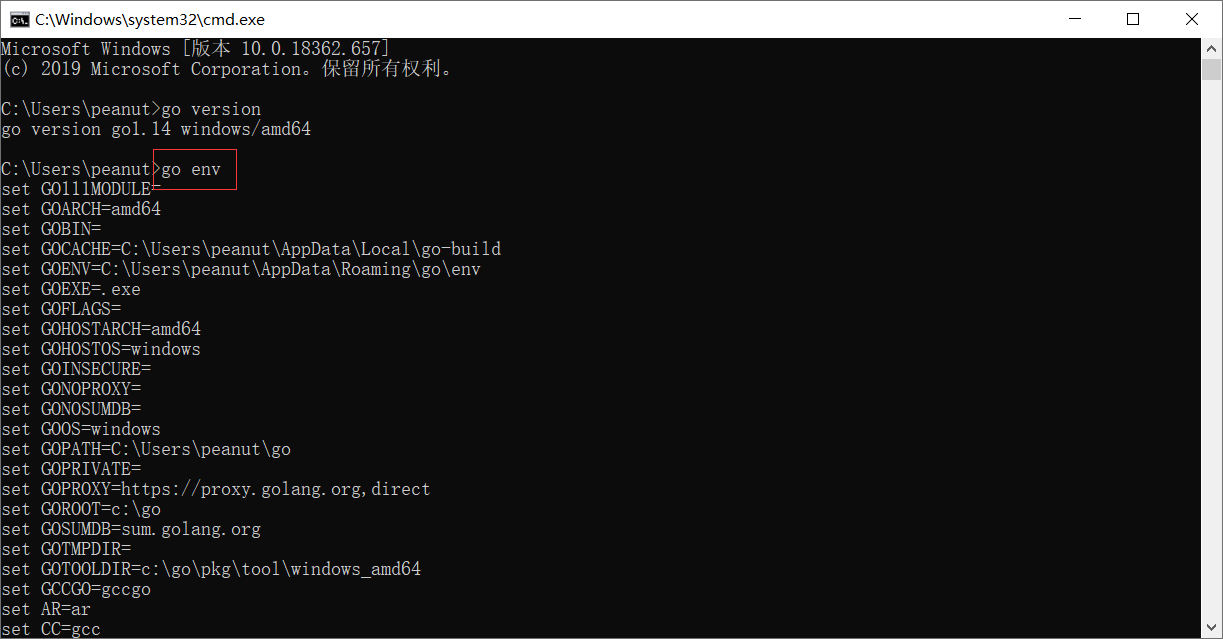 C:\Windows\system32\cmd.exe
Microsoft Windows [版本 10.0.18362.657]
(c) 2019 Microsoft Corporation。保留所有权利。
C:\Users\peanut>go version
go version go1.14 windows/amd64
C:\Users\peanut>go env
set GO111MODULE=
set GOARCH=amd64
set GOBIN=
set GOCACHE=C:\Users\peanut\AppData\Local\go-build
set GOENV=C:\Users\peanut\AppData\Roaming\go\env
set GOEXE=.exe
set GOFLAGS=
set GOHOSTARCH=amd64
set GOHOSTOS=windows
set GOINSECURE=
set GONOPROXY=
set GONOSUMDB=
set GOOS=windows
set GOPATH=C:\Users\peanut\go
set GOPRIVATE=
set GOPROXY=https://proxy.golang.org,direct
set GOROOT=c:\go
set GOSUMDB=sum.golang.org
set GOTMPDIR=
set GOTOOLDIR=c:\go\pkg\tool\windows_amd64
set GCCGO=gccgo
set AR=ar
set CC=gcc